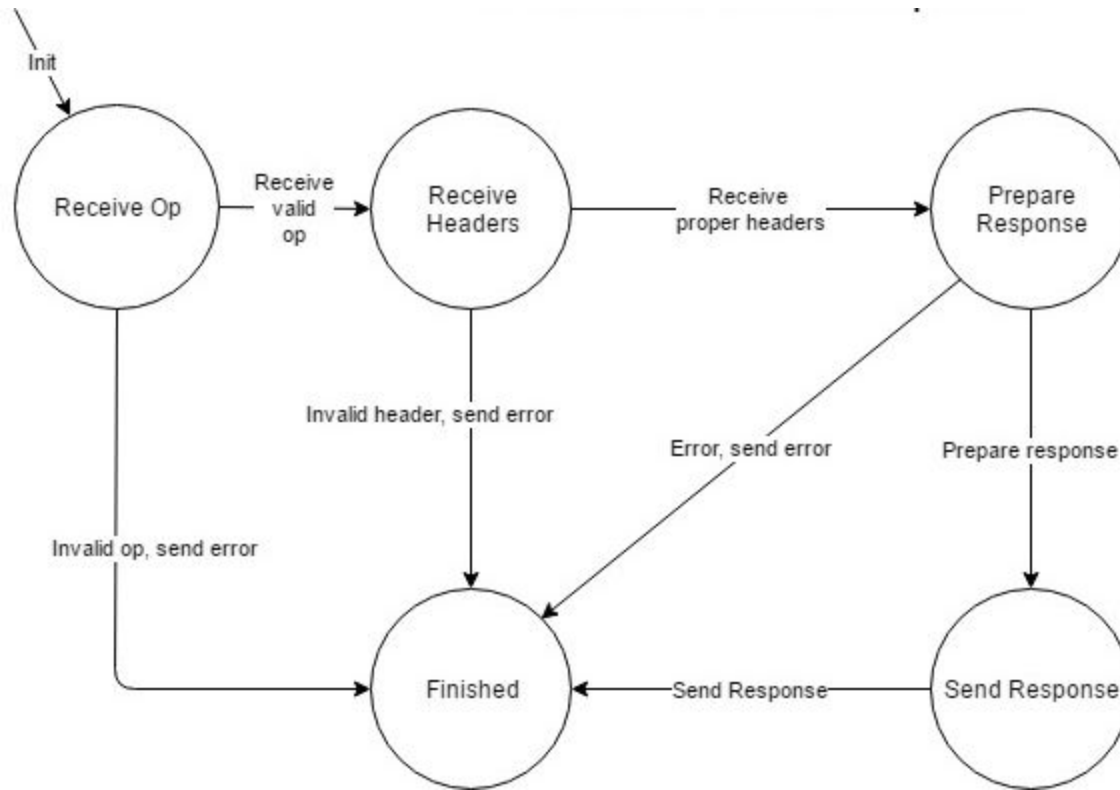 Init
Receive Op
Receive
valid
op
Receive
Headers
Receive
proper headers
Prepare
Response
Invalid header, send error
Error, send error
Prepare response
Invalid op, send error
Finished
Send Response
Send Response